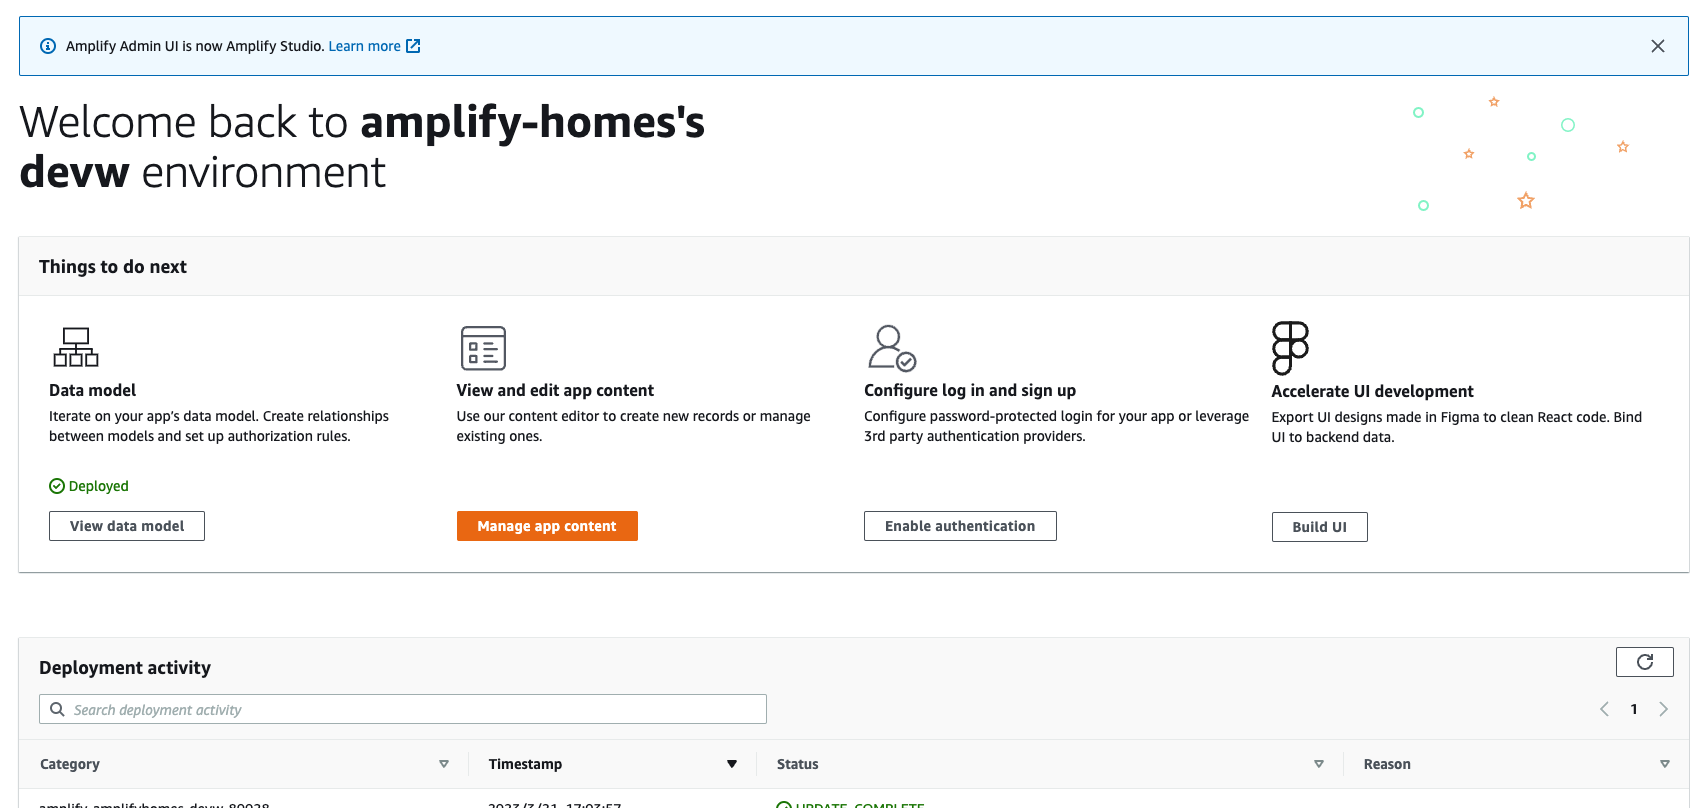 Amplify Admin UI is now Amplify Studio. Learn more
Welcome back to amplify-homes's
devw environment
Things to do next
Data model
Iterate on your app's data model. Create relationships
between models and set up authorization rules.
Deployed
View data model
View and edit app content
Use our content editor to create new records or manage
existing ones.
Manage app content
Configure log in and sign up
Configure password-protected login for your app or leverage
3rd party authentication providers.
Enable authentication
Accelerate UI development
Export UI designs made in Figma to clean React code. Bind
UI to backend data.
Build UI
Deployment activity
Search deployment activity
1
Category Timestamp Status Reason
UPDATE_COMPLETE